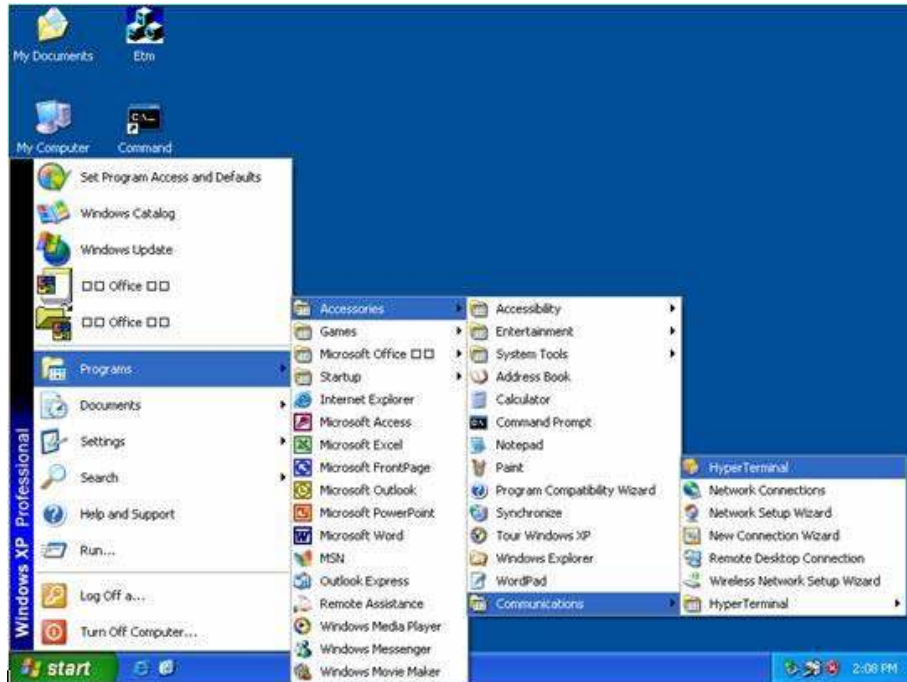 My Documents
Etm
My Computer
Command
Set Program Access and Defaults
Windows Catalog
Windows Update
□□ Office □□
□□ Office □□
Programs
Documents
Settings
Search
Help and Support
Run...
Log Off a...
Turn Off Computer...
Windows XP Professional
Accessories
Games
Microsoft Office □□
Startup
Internet Explorer
Microsoft Access
Microsoft Excel
Microsoft FrontPage
Microsoft Outlook
Microsoft PowerPoint
Microsoft Word
MSN
Outlook Express
Remote Assistance
Windows Media Player
Windows Messenger
Windows Movie Maker
Accessibility
Entertainment
System Tools
Address Book
Calculator
Command Prompt
Notepad
Paint
Program Compatibility Wizard
Synchronize
Tour Windows XP
Windows Explorer
WordPad
Communications
HyperTerminal
Network Connections
Network Setup Wizard
New Connection Wizard
Remote Desktop Connection
Wireless Network Setup Wizard
HyperTerminal
start
2:08 PM